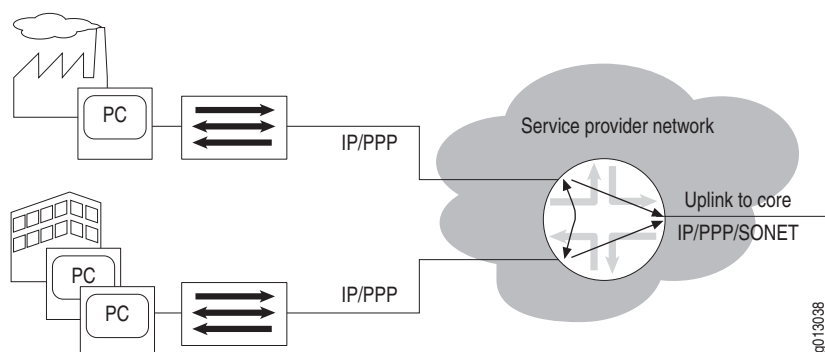 PC
IP/PPP
Service provider network
Uplink to core
IP/PPP/SONET
PC
PC
IP/PPP
g013038